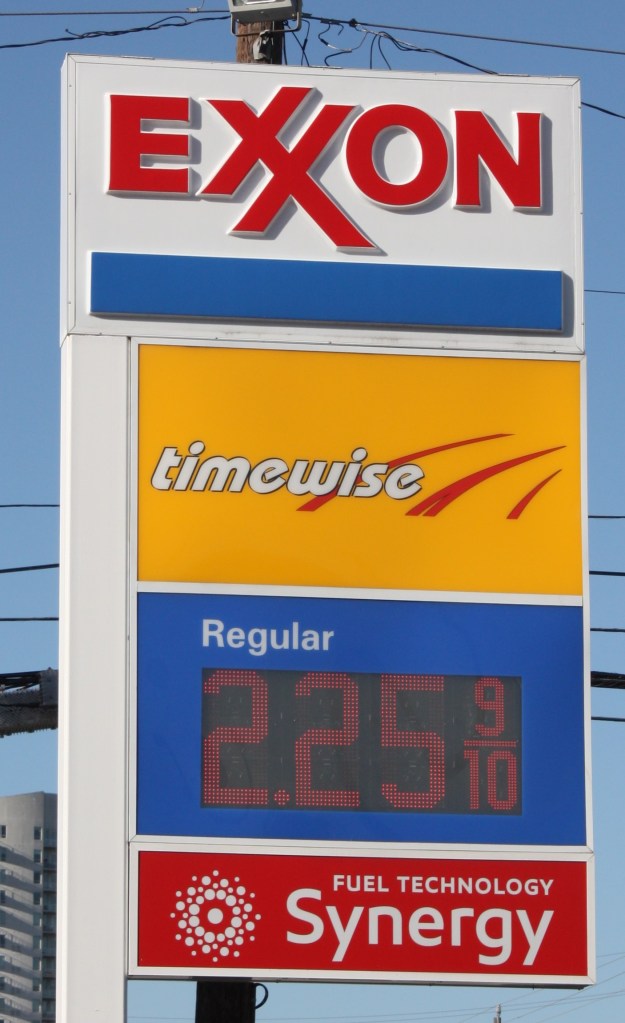 EXXON
timewise
Regular
2.25 9/10
FUEL TECHNOLOGY
Synergy